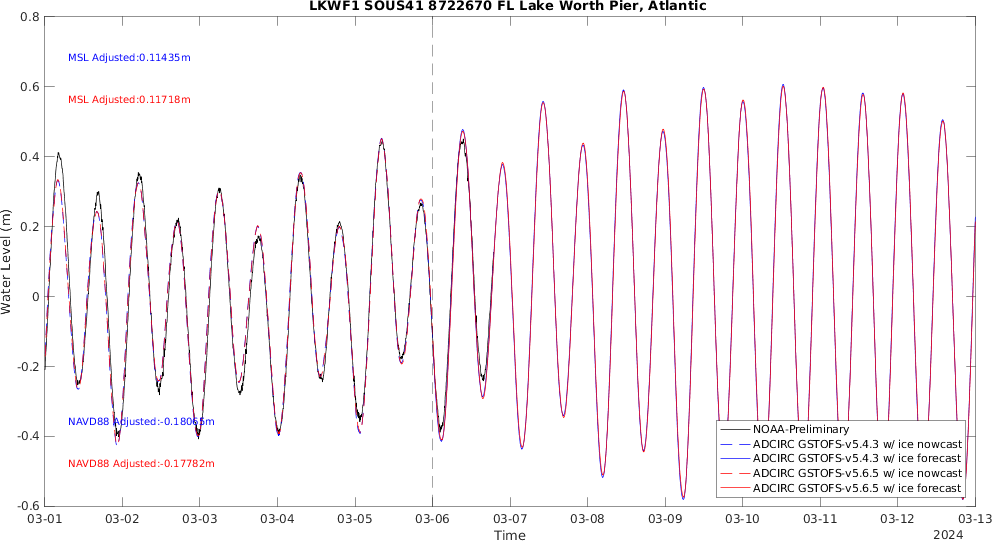 LKWF1 SOUS41 8722670 FL Lake Worth Pier, Atlantic
0.8
0.6
0.4
0.2
0
-0.2
-0.4
-0.6
Water Level (m)
MSL Adjusted:0.11435m
MSL Adjusted:0.11718m
NAVD88 Adjusted:-0.18065m
NAVD88 Adjusted:-0.17782m
NOAA-Preliminary
ADCIRC GSTOFS-v5.4.3 w/ ice nowcast
ADCIRC GSTOFS-v5.4.3 w/ ice forecast
ADCIRC GSTOFS-v5.6.5 w/ ice nowcast
ADCIRC GSTOFS-v5.6.5 w/ ice forecast
03-01 03-02 03-03 03-04 03-05 03-06 03-07 03-08 03-09 03-10 03-11 03-12 03-13
Time
2024